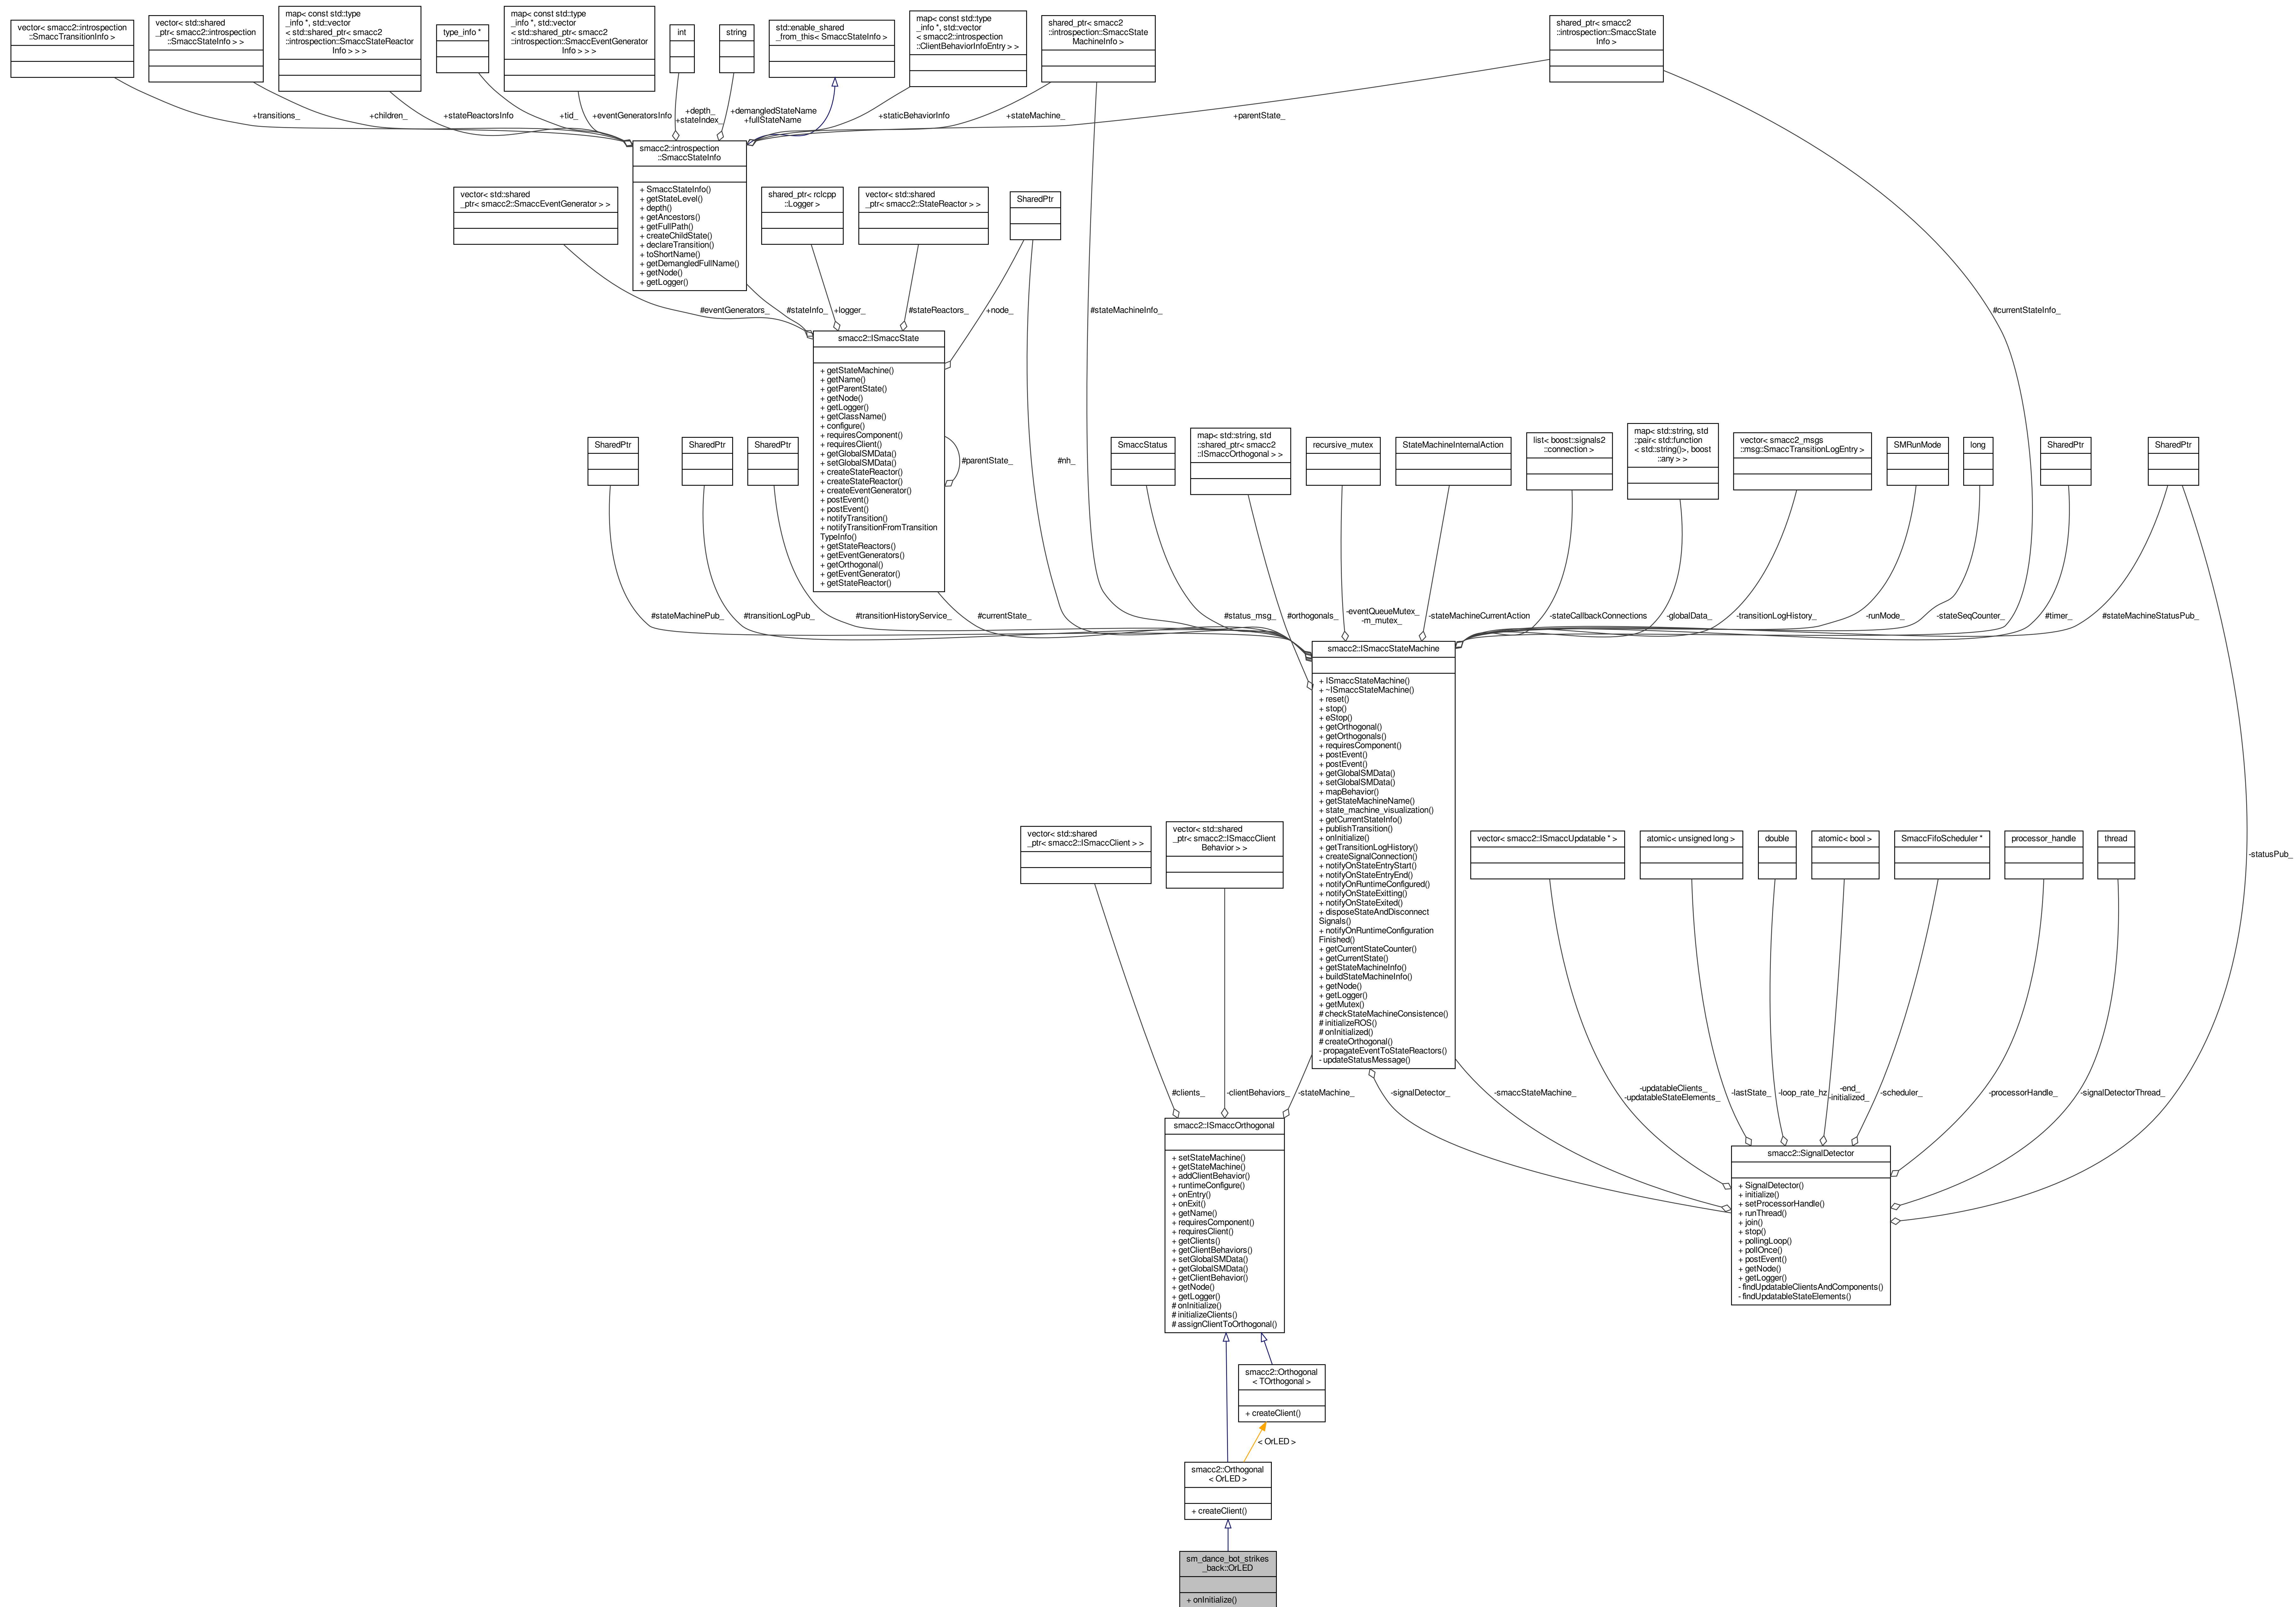 vector< smacc2::introspection
::SmaccTransitionInfo >
vector< std::shared
_ptr< smacc2::introspection
::SmaccStateInfo > >
map< const std::type
_info *, std::vector
< std::shared_ptr< smacc2
::introspection::SmaccStateReactor
Info > > >
type_info *
map< const std::type
_info *, std::vector
< std::shared_ptr< smacc2
::introspection::SmaccEventGenerator
Info > > >
int
string
std::enable_shared
_from_this< SmaccStateInfo >
map< const std::type
_info *, std::vector
< smacc2::introspection
::ClientBehaviorInfoEntry > >
shared_ptr< smacc2
::introspection::SmaccState
MachineInfo >
shared_ptr< smacc2
::introspection::SmaccState
Info >
+transitions_
+children_
+stateReactorsInfo
+tid_
+eventGeneratorsInfo
+depth_
+stateIndex_
+demangledStateName
+fullStateName
+staticBehaviorInfo
+stateMachine_
+parentState_
smacc2::introspection
::SmaccStateInfo
+ SmaccStateInfo()
+ getStateLevel()
+ depth()
+ getAncestors()
+ getFullPath()
+ createChildState()
+ declareTransition()
+ toShortName()
+ getDemangledFullName()
+ getNode()
+ getLogger()
vector< std::shared
_ptr< smacc2::SmaccEventGenerator > >
shared_ptr< rclcpp
::Logger >
vector< std::shared
_ptr< smacc2::StateReactor > >
SharedPtr
#eventGenerators_
#stateInfo_
+logger_
#stateReactors_
+node_
#stateMachineInfo_
#currentStateInfo_
smacc2::ISmaccState
+ getStateMachine()
+ getName()
+ getParentState()
+ getNode()
+ getLogger()
+ getClassName()
+ configure()
+ requiresComponent()
+ requiresClient()
+ getGlobalSMData()
+ setGlobalSMData()
+ createStateReactor()
+ createStateReactor()
+ createEventGenerator()
+ postEvent()
+ postEvent()
+ notifyTransition()
+ notifyTransitionFromTransition
TypeInfo()
+ getStateReactors()
+ getEventGenerators()
+ getOrthogonal()
+ getEventGenerator()
+ getStateReactor()
#parentState_
#nh_
SharedPtr
SharedPtr
SharedPtr
SmaccStatus
map< std::string, std
::shared_ptr< smacc2
::ISmaccOrthogonal > >
recursive_mutex
StateMachineInternalAction
list< boost::signals2
::connection >
map< std::string, std
::pair< std::function
< std::string()>, boost
::any > >
vector< smacc2_msgs
::msg::SmaccTransitionLogEntry >
SMRunMode
long
SharedPtr
SharedPtr
#stateMachinePub_
#transitionLogPub_
#transitionHistoryService_
#currentState_
#status_msg_
#orthogonals_
-eventQueueMutex_
-m_mutex_
-stateMachineCurrentAction
-stateCallbackConnections
-globalData_
-transitionLogHistory_
-runMode_
-stateSeqCounter_
#timer_
#stateMachineStatusPub_
smacc2::ISmaccStateMachine
+ ISmaccStateMachine()
+ ~ISmaccStateMachine()
+ reset()
+ stop()
+ eStop()
+ getOrthogonal()
+ getOrthogonals()
+ requiresComponent()
+ postEvent()
+ postEvent()
+ getGlobalSMData()
+ setGlobalSMData()
+ mapBehavior()
+ getStateMachineName()
+ state_machine_visualization()
+ getCurrentStateInfo()
+ publishTransition()
+ onInitialize()
+ getTransitionLogHistory()
+ createSignalConnection()
+ notifyOnStateEntryStart()
+ notifyOnStateEntryEnd()
+ notifyOnRuntimeConfigured()
+ notifyOnStateExitting()
+ notifyOnStateExited()
+ disposeStateAndDisconnect
Signals()
+ notifyOnRuntimeConfiguration
Finished()
+ getCurrentStateCounter()
+ getCurrentState()
+ getStateMachineInfo()
+ buildStateMachineInfo()
+ getNode()
+ getLogger()
+ getMutex()
# checkStateMachineConsistence()
# initializeROS()
# onInitialized()
# createOrthogonal()
- propagateEventToStateReactors()
- updateStatusMessage()
vector< std::shared
_ptr< smacc2::ISmaccClient > >
vector< std::shared
_ptr< smacc2::ISmaccClient
Behavior > >
vector< smacc2::ISmaccUpdatable * >
atomic< unsigned long >
double
atomic< bool >
SmaccFifoScheduler *
processor_handle
thread
-statusPub_
#clients_
-clientBehaviors_
-stateMachine_
-signalDetector_
-smaccStateMachine_
-updatableClients_
-updatableStateElements_
-lastState_
-loop_rate_hz
-end_
-initialized_
-scheduler_
-processorHandle_
-signalDetectorThread_
smacc2::ISmaccOrthogonal
+ setStateMachine()
+ getStateMachine()
+ addClientBehavior()
+ runtimeConfigure()
+ onEntry()
+ onExit()
+ getName()
+ requiresComponent()
+ requiresClient()
+ getClients()
+ getClientBehaviors()
+ setGlobalSMData()
+ getGlobalSMData()
+ getClientBehavior()
+ getNode()
+ getLogger()
# onInitialize()
# initializeClients()
# assignClientToOrthogonal()
smacc2::SignalDetector
+ SignalDetector()
+ initialize()
+ setProcessorHandle()
+ runThread()
+ join()
+ stop()
+ pollingLoop()
+ pollOnce()
+ postEvent()
+ getNode()
+ getLogger()
- findUpdatableClientsAndComponents()
- findUpdatableStateElements()
smacc2::Orthogonal
< TOrthogonal >
+ createClient()
< OrLED >
smacc2::Orthogonal
< OrLED >
+ createClient()
sm_dance_bot_strikes
_back::OrLED
+ onInitialize()